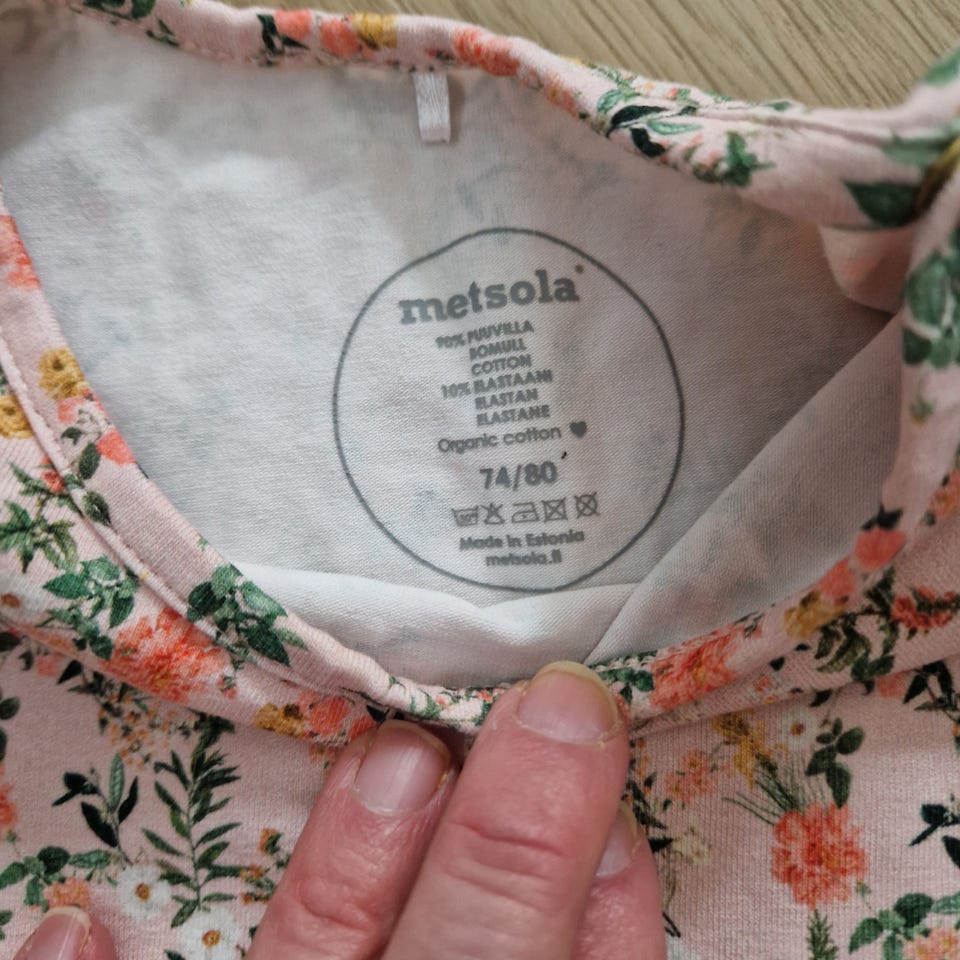 metsola
90% PUUVILLA
BOMULL
COTTON
10% ELASTAANI
ELASTAN
ELASTANE
Organic cotton ♥
74/80
Made in Estonia
metsola.fi